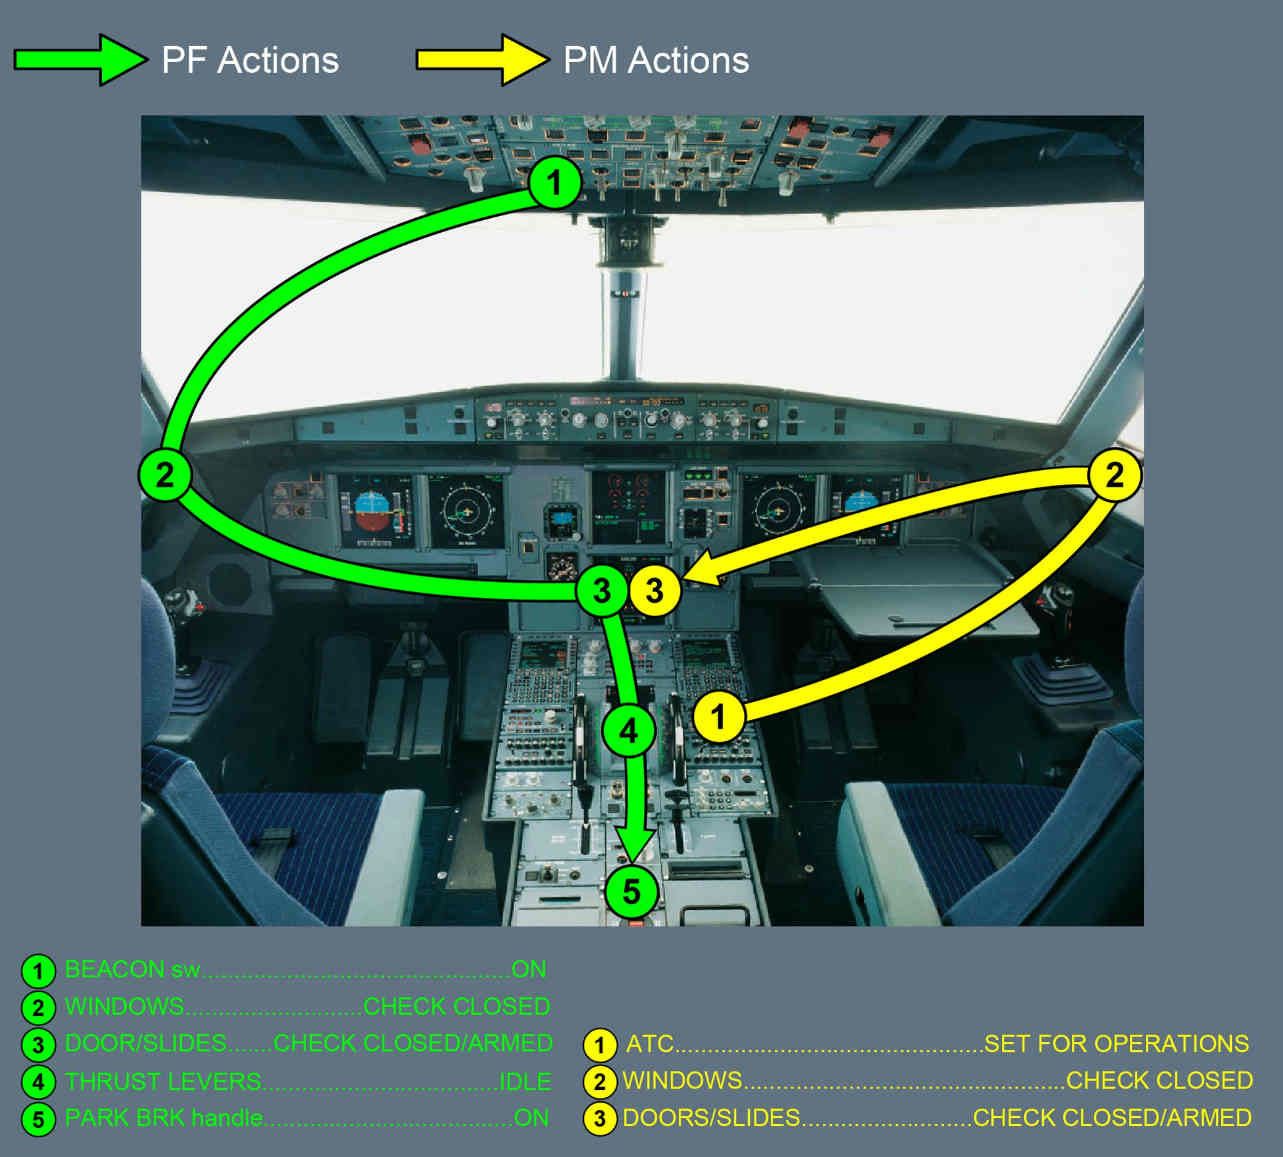 PF Actions
PM Actions
1
2
2
3
3
4
1
5
1 BEACON sw...............................................ON
2 WINDOWS...........................CHECK CLOSED
3 DOOR/SLIDES.......CHECK CLOSED/ARMED
4 THRUST LEVERS....................................IDLE
5 PARK BRK handle......................................ON
1 ATC...............................................SET FOR OPERATIONS
2 WINDOWS.................................................CHECK CLOSED
3 DOORS/SLIDES..........................CHECK CLOSED/ARMED